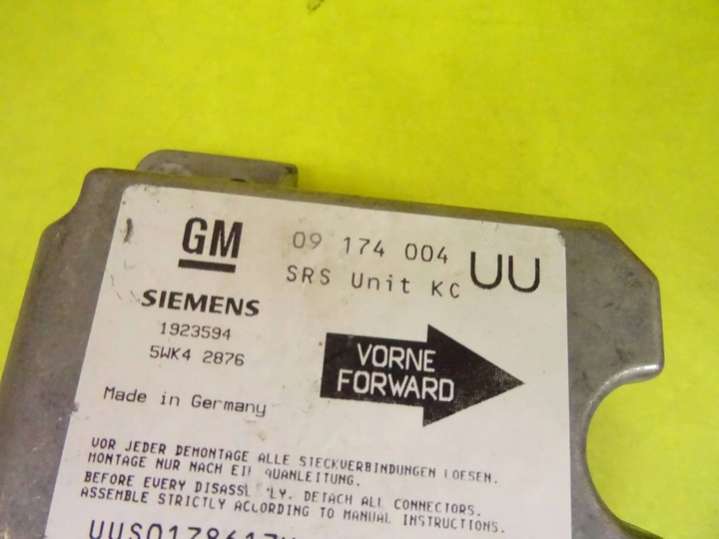 GM 09 174 004 UU
SRS Unit KC
SIEMENS
1923594
5WK4 2876
VORNE
FORWARD
Made in Germany
VOR JEDER DEMONTAGE ALLE STECKVERBINDUNGEN LOESEN.
MONTAGE NUR NACH
BEFORE EVERY DETACH ALL CONNECTORS.
ASSEMBLE STRICTLY ACCORDING TO MANUAL INSTRUCTIONS.